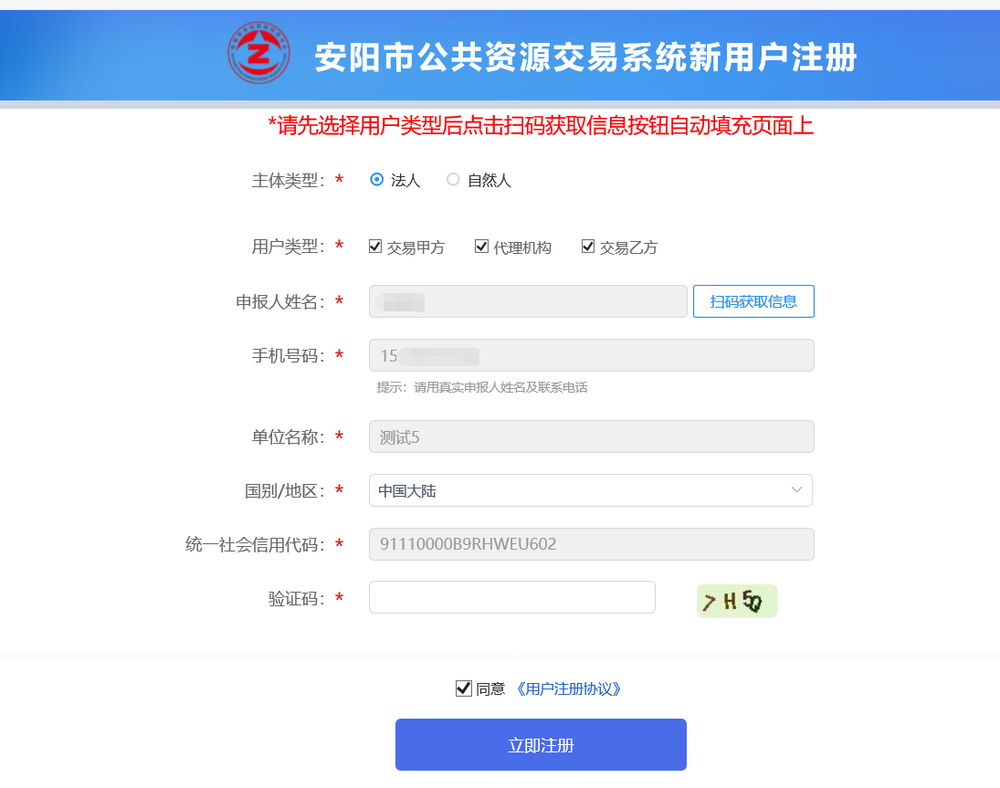 安阳市公共资源交易系统新用户注册
*请先选择用户类型后点击扫码获取信息按钮自动填充页面上
主体类型：* 法人 自然人
用户类型：* 交易甲方 代理机构 交易乙方
申报人姓名：* 扫码获取信息
手机号码：* 15
提示：请用真实申报人姓名及联系电话
单位名称：* 测试5
国别/地区：* 中国大陆
统一社会信用代码：* 91110000B9RHWEU602
验证码：* 7H5Q
同意 《用户注册协议》
立即注册